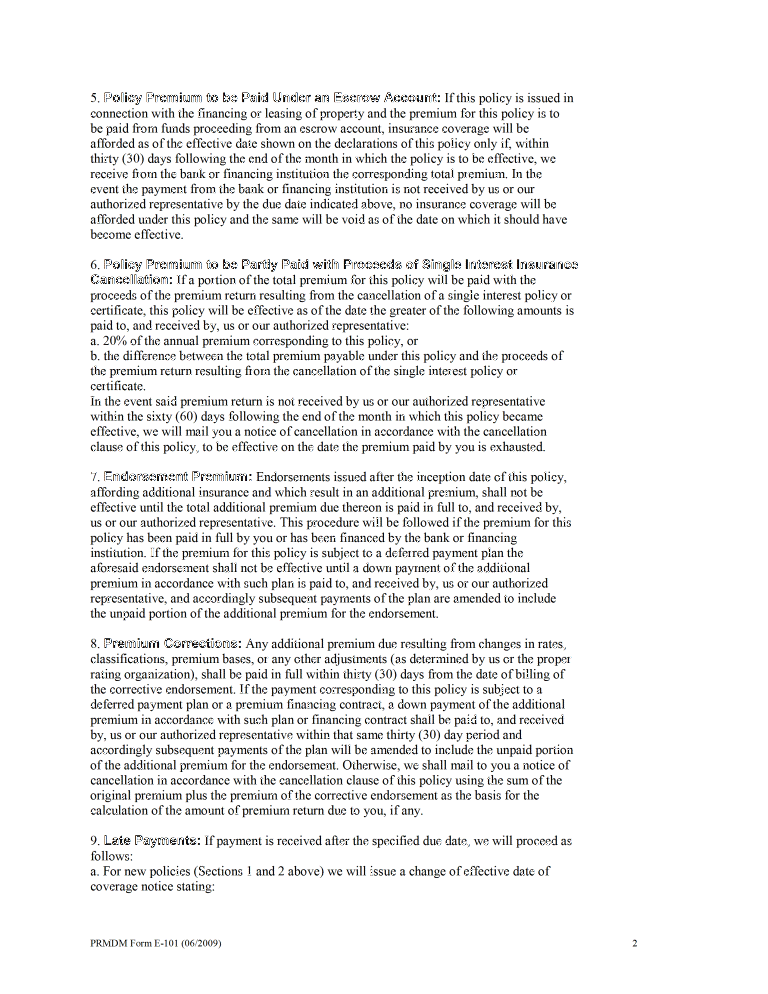 5. Policy Premium to be Paid Under an Escrow Account: If this policy is issued in
connection with the financing or leasing of property and the premium for this policy is to
be paid from funds proceeding from an escrow account, insurance coverage will be
afforded as of the effective date shown on the declarations of this policy only if, within
thirty (30) days following the end of the month in which the policy is to be effective, we
receive from the bank or financing institution the corresponding total premium. In the
event the payment from the bank or financing institution is not received by us or our
authorized representative by the due date indicated above, no insurance coverage will be
afforded under this policy and the same will be void as of the date on which it should have
become effective.
6. Policy Premium to be Partly Paid with Proceeds of Single Interest Insurance
Cancellation: If a portion of the total premium for this policy will be paid with the
proceeds of the premium return resulting from the cancellation of a single interest policy or
certificate, this policy will be effective as of the date the greater of the following amounts is
paid to, and received by, us or our authorized representative:
a. 20% of the annual premium corresponding to this policy, or
b. the difference between the total premium payable under this policy and the proceeds of
the premium return resulting from the cancellation of the single interest policy or
certificate.
In the event said premium return is not received by us or our authorized representative
within the sixty (60) days following the end of the month in which this policy became
effective, we will mail you a notice of cancellation in accordance with the cancellation
clause of this policy, to be effective on the date the premium paid by you is exhausted.
7. Endorsement Premium: Endorsements issued after the inception date of this policy,
affording additional insurance and which result in an additional premium, shall not be
effective until the total additional premium due thereon is paid in full to, and received by,
us or our authorized representative. This procedure will be followed if the premium for this
policy has been paid in full by you or has been financed by the bank or financing
institution. If the premium for this policy is subject to a deferred payment plan the
aforesaid endorsement shall not be effective until a down payment of the additional
premium in accordance with such plan is paid to, and received by, us or our authorized
representative, and accordingly subsequent payments of the plan are amended to include
the unpaid portion of the additional premium for the endorsement.
8. Premium Corrections: Any additional premium due resulting from changes in rates,
classifications, premium bases, or any other adjustments (as determined by us or the proper
rating organization), shall be paid in full within thirty (30) days from the date of billing of
the corrective endorsement. If the payment corresponding to this policy is subject to a
deferred payment plan or a premium financing contract, a down payment of the additional
premium in accordance with such plan or financing contract shall be paid to, and received
by, us or our authorized representative within that same thirty (30) day period and
accordingly subsequent payments of the plan will be amended to include the unpaid portion
of the additional premium for the endorsement. Otherwise, we shall mail to you a notice of
cancellation in accordance with the cancellation clause of this policy using the sum of the
original premium plus the premium of the corrective endorsement as the basis for the
calculation of the amount of premium return due to you, if any.
9. Late Payments: If payment is received after the specified due date, we will proceed as
follows:
a. For new policies (Sections 1 and 2 above) we will issue a change of effective date of
coverage notice stating:
PRMDM Form E-101 (06/2009) 2